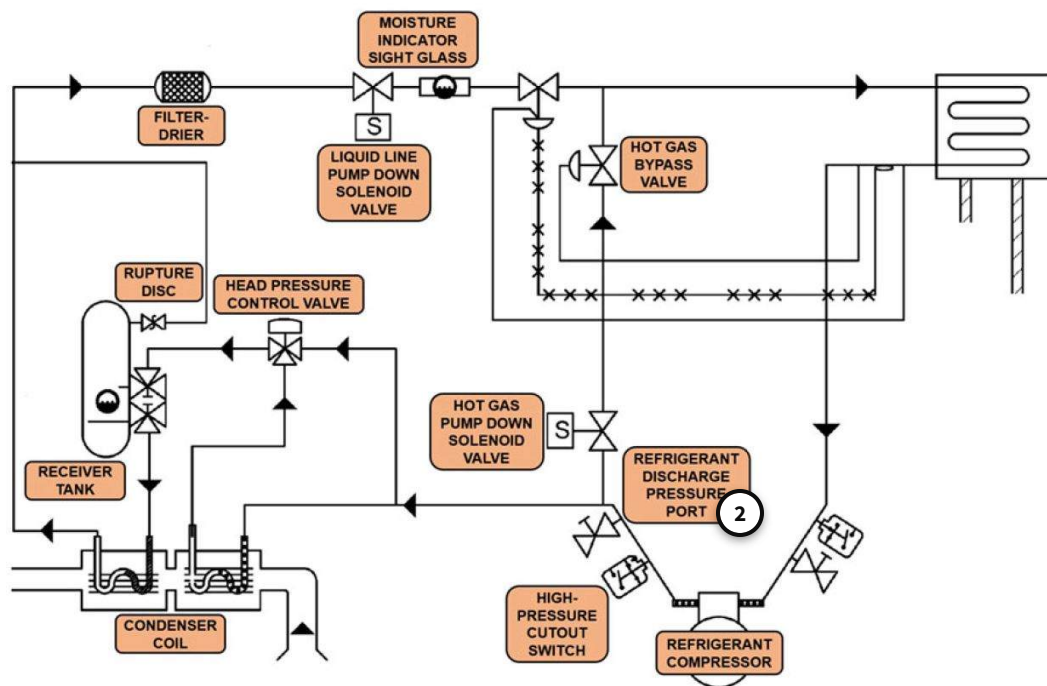 MOISTURE
INDICATOR
SIGHT GLASS
FILTER-
DRIER
S
LIQUID LINE
PUMP DOWN
SOLENOID
VALVE
HOT GAS
BYPASS
VALVE
RUPTURE
DISC
HEAD PRESSURE
CONTROL VALVE
HOT GAS
PUMP DOWN
SOLENOID
VALVE
S
RECEIVER
TANK
REFRIGERANT
DISCHARGE
PRESSURE
PORT
2
HIGH-
PRESSURE
CUTOUT
SWITCH
CONDENSER
COIL
REFRIGERANT
COMPRESSOR